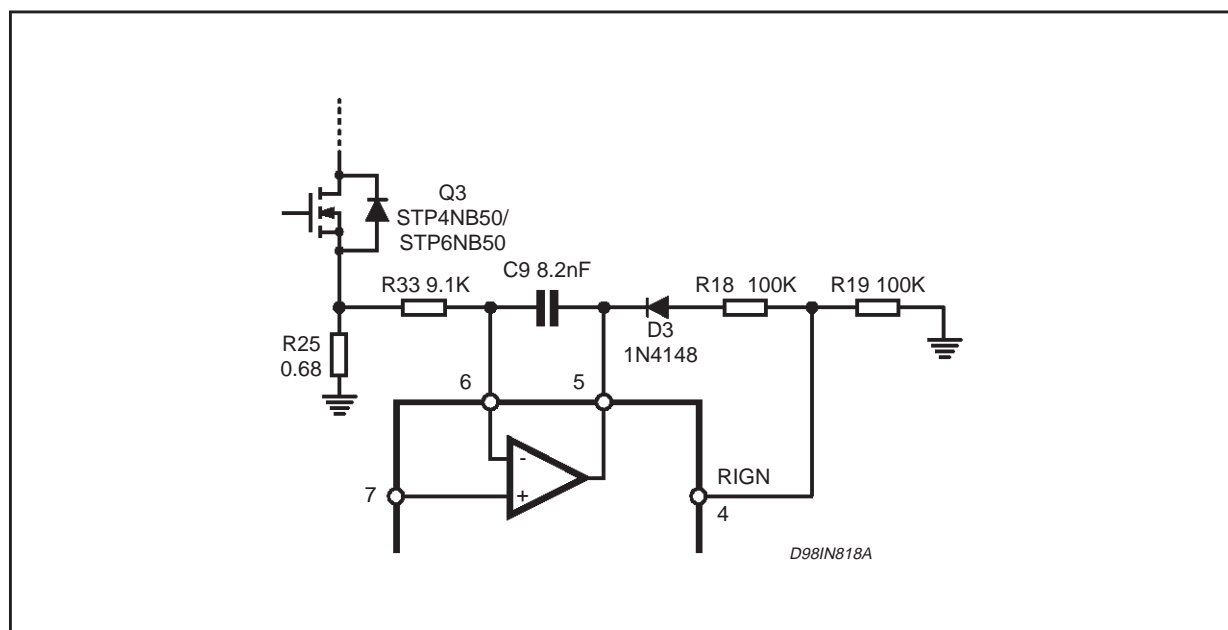 Q3
STP4NB50/
STP6NB50
C9 8.2nF
R33 9.1K
R18 100K
R19 100K
D3
1N4148
R25
0.68
6
5
-
+
7
RIGN
4
D98IN818A